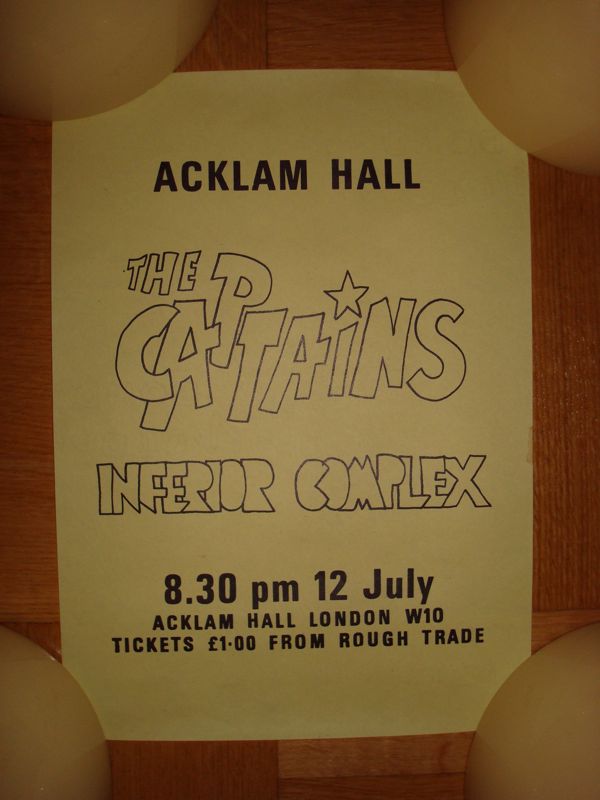 ACKLAM HALL
THE
CAPTAINS
INFERIOR COMPLEX
8.30 pm 12 July
ACKLAM HALL LONDON W10
TICKETS £1·00 FROM ROUGH TRADE